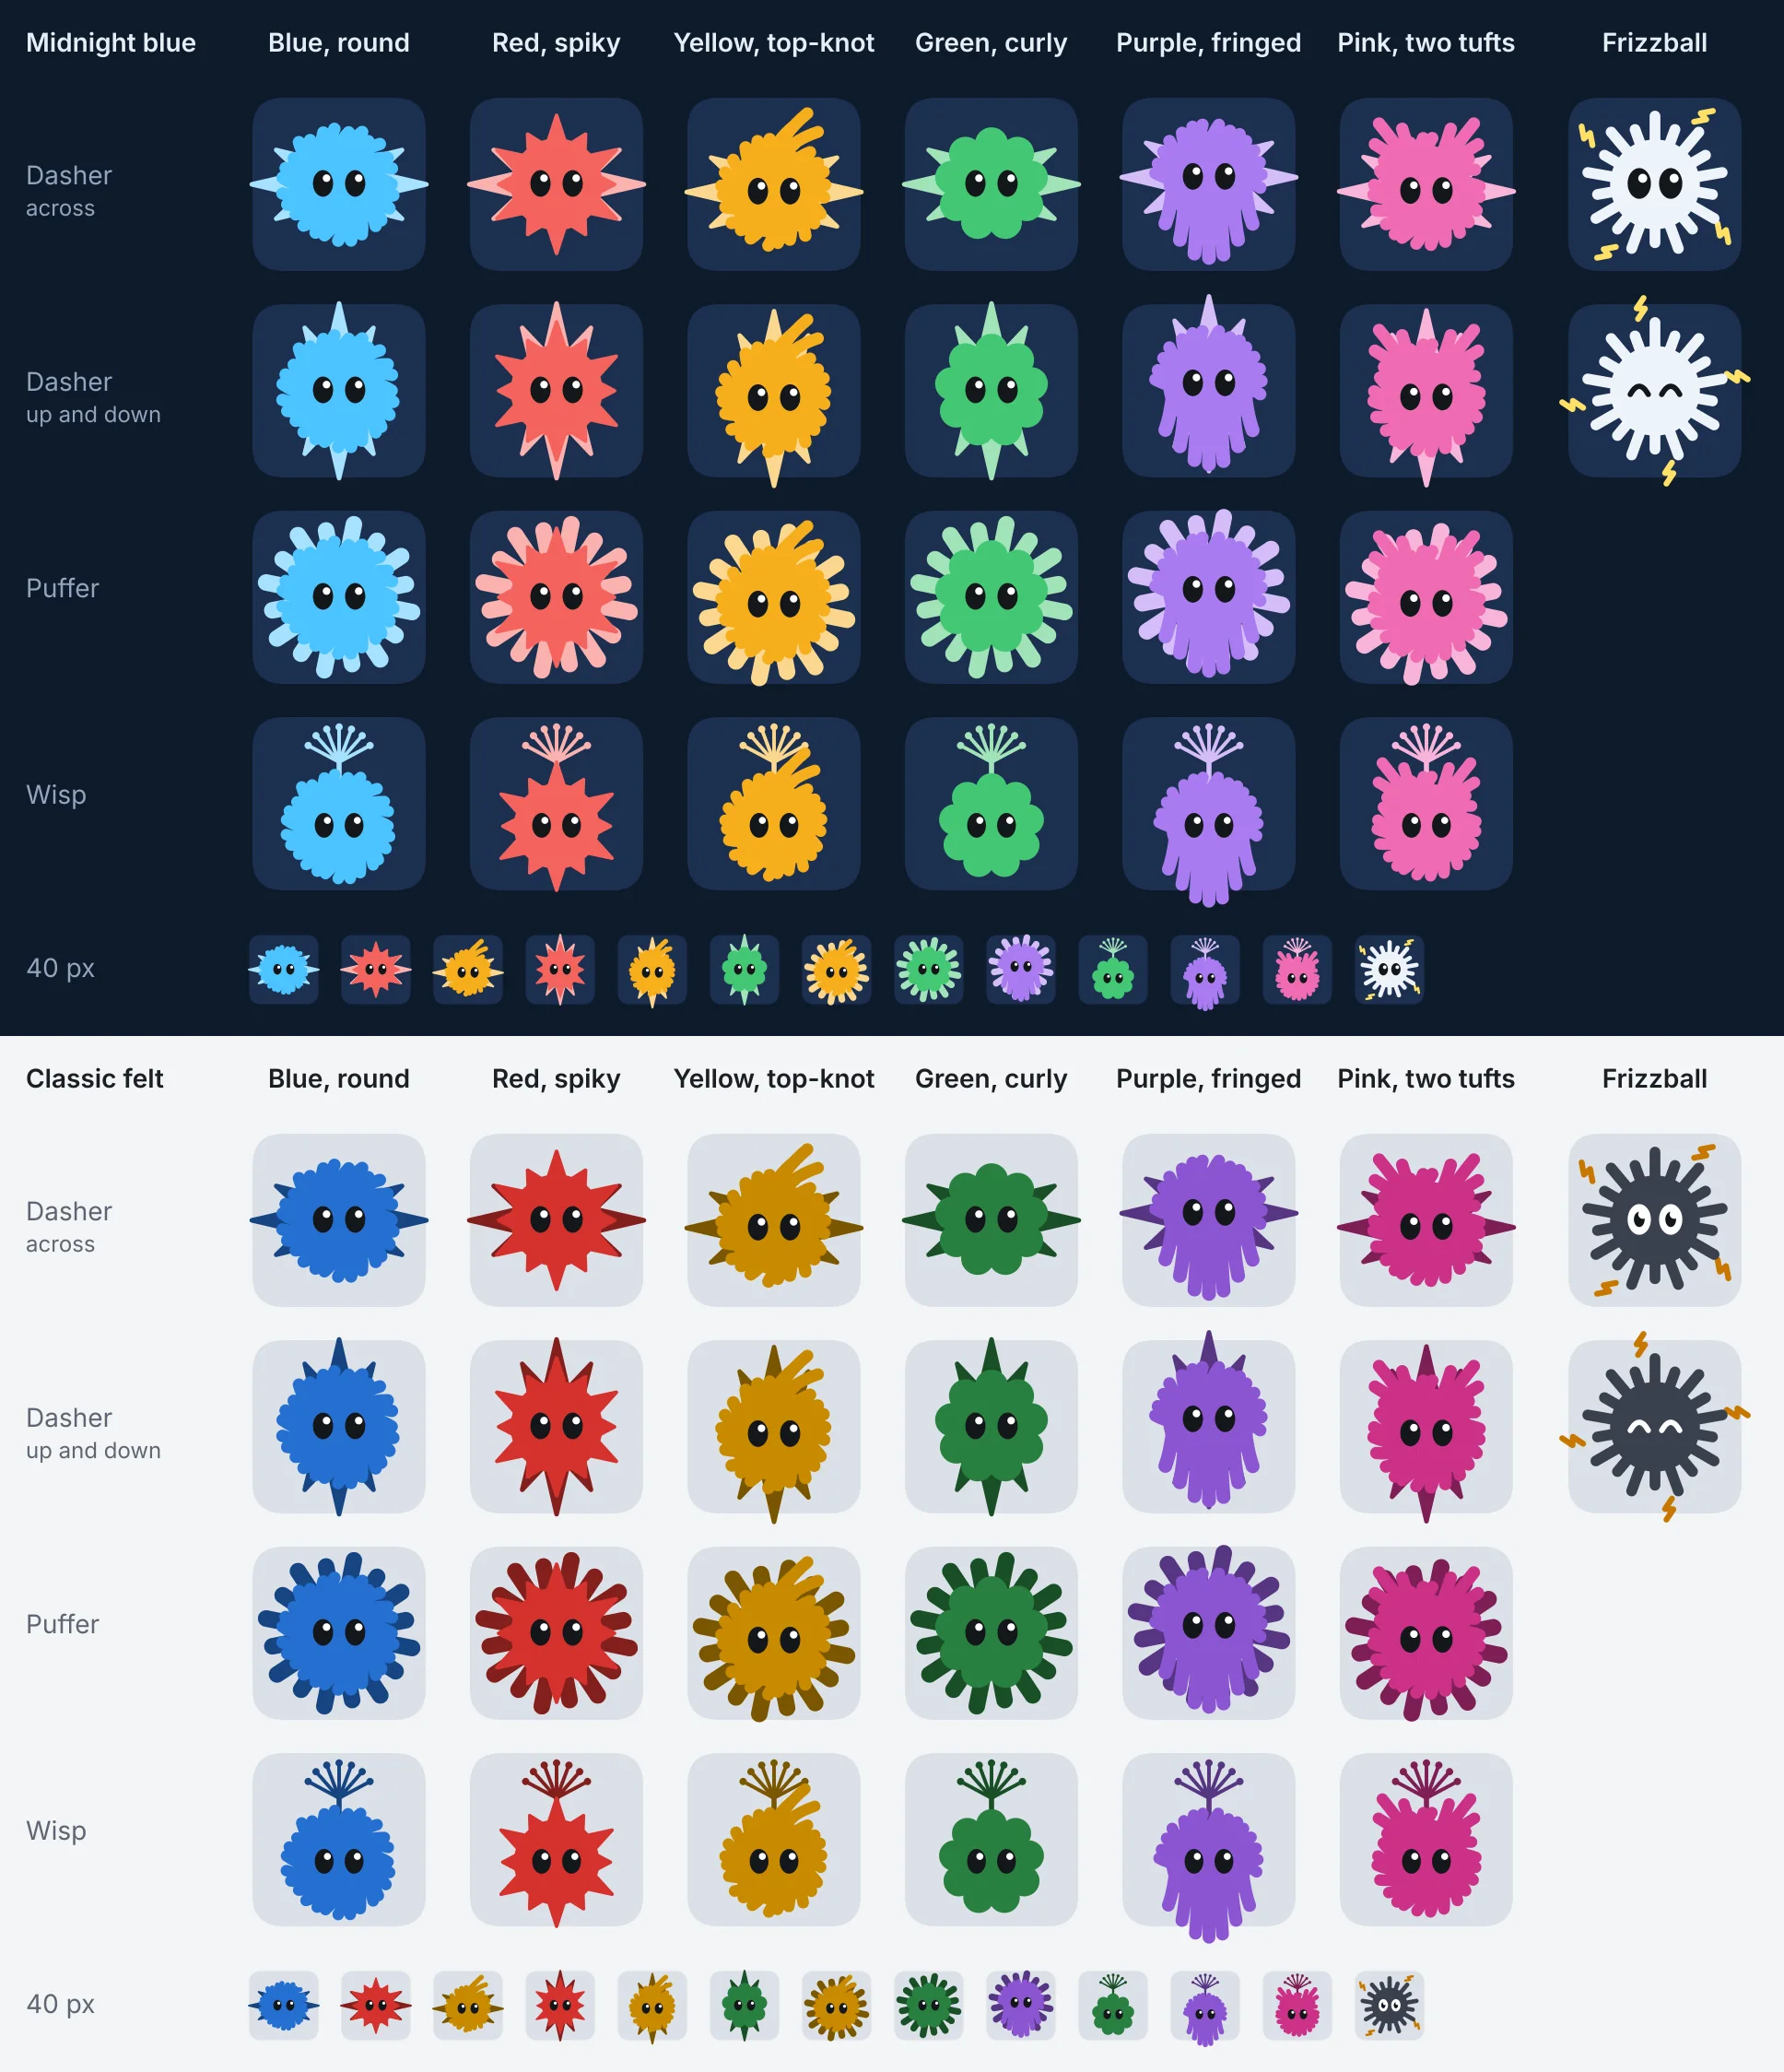 Midnight blue Blue, round Red, spiky Yellow, top-knot Green, curly Purple, fringed Pink, two tufts Frizzball
Dasher
across
Dasher
up and down
Puffer
Wisp
40 px
Classic felt Blue, round Red, spiky Yellow, top-knot Green, curly Purple, fringed Pink, two tufts Frizzball
Dasher
across
Dasher
up and down
Puffer
Wisp
40 px